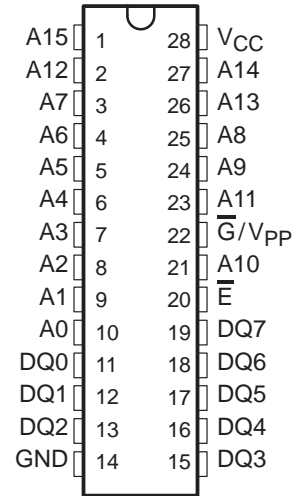 A15 1 28 VCC
A12 2 27 A14
A7 3 26 A13
A6 4 25 A8
A5 5 24 A9
A4 6 23 A11
A3 7 22 G̅/VPP
A2 8 21 A10
A1 9 20 E̅
A0 10 19 DQ7
DQ0 11 18 DQ6
DQ1 12 17 DQ5
DQ2 13 16 DQ4
GND 14 15 DQ3